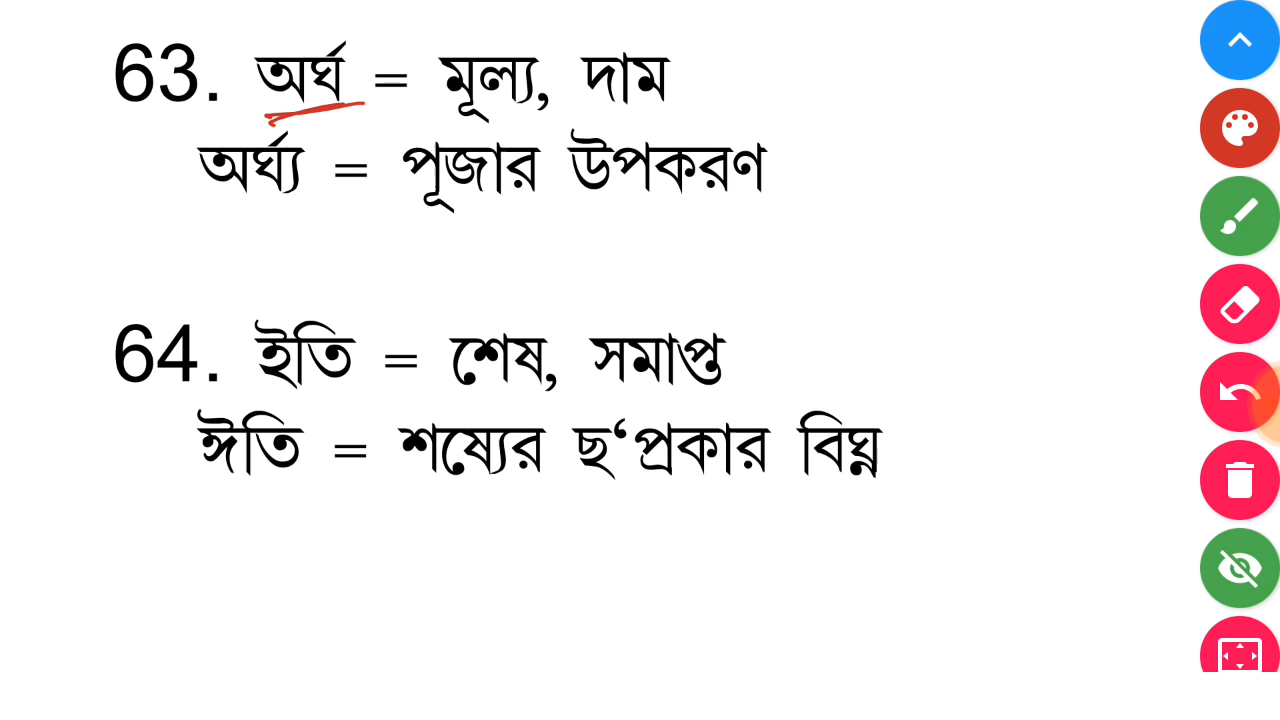 63. অর্ঘ = মূল্য, দাম
অর্ঘ্য = পূজার উপকরণ
64. ইতি = শেষ, সমাপ্ত
ঈতি = শষ্যের ছ‘প্রকার বিঘ্ন